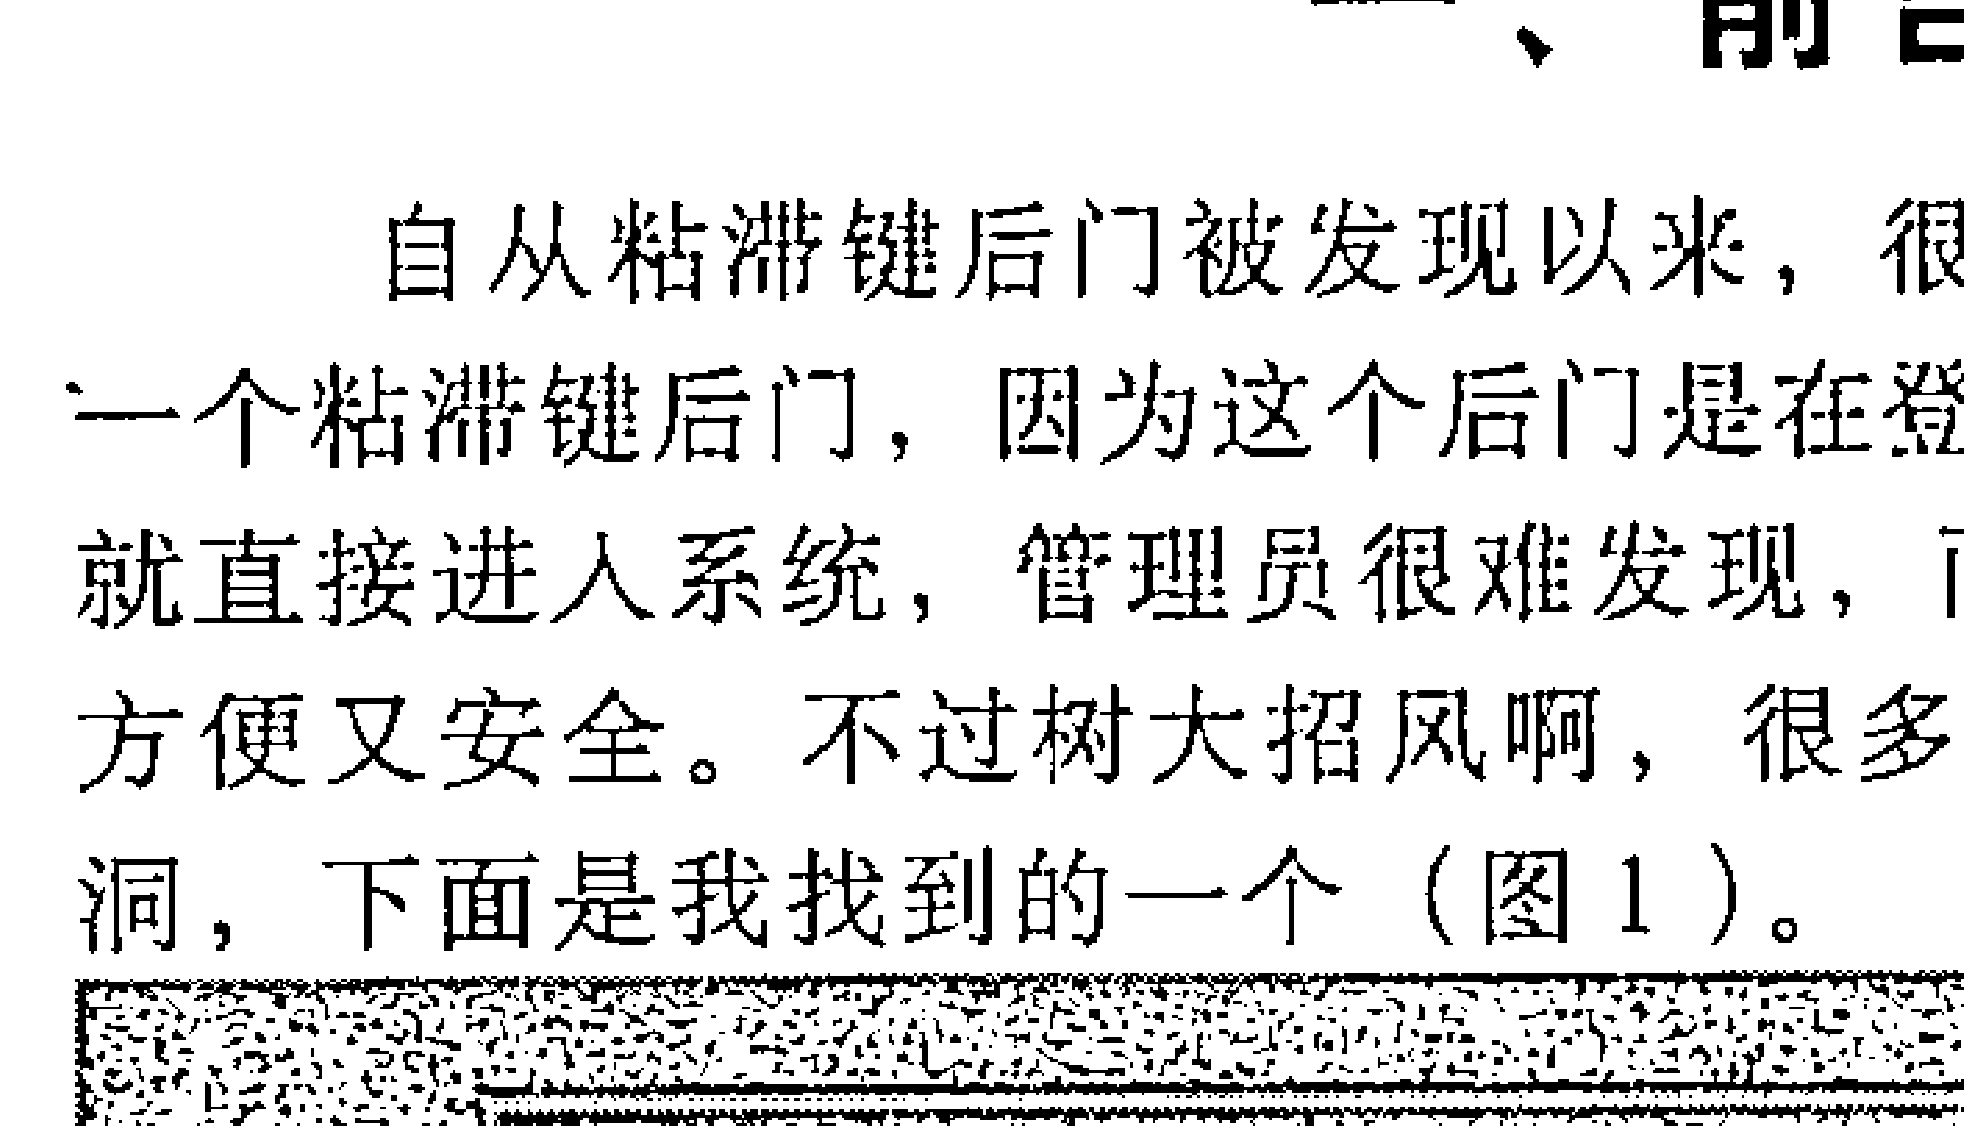 、前
自从粘滞键后门被发现以来，很
一个粘滞键后门，因为这个后门是在登
就直接进入系统，管理员很难发现，
方便又安全。不过树大招风啊，很多
洞，下面是我找到的一个（图1）。